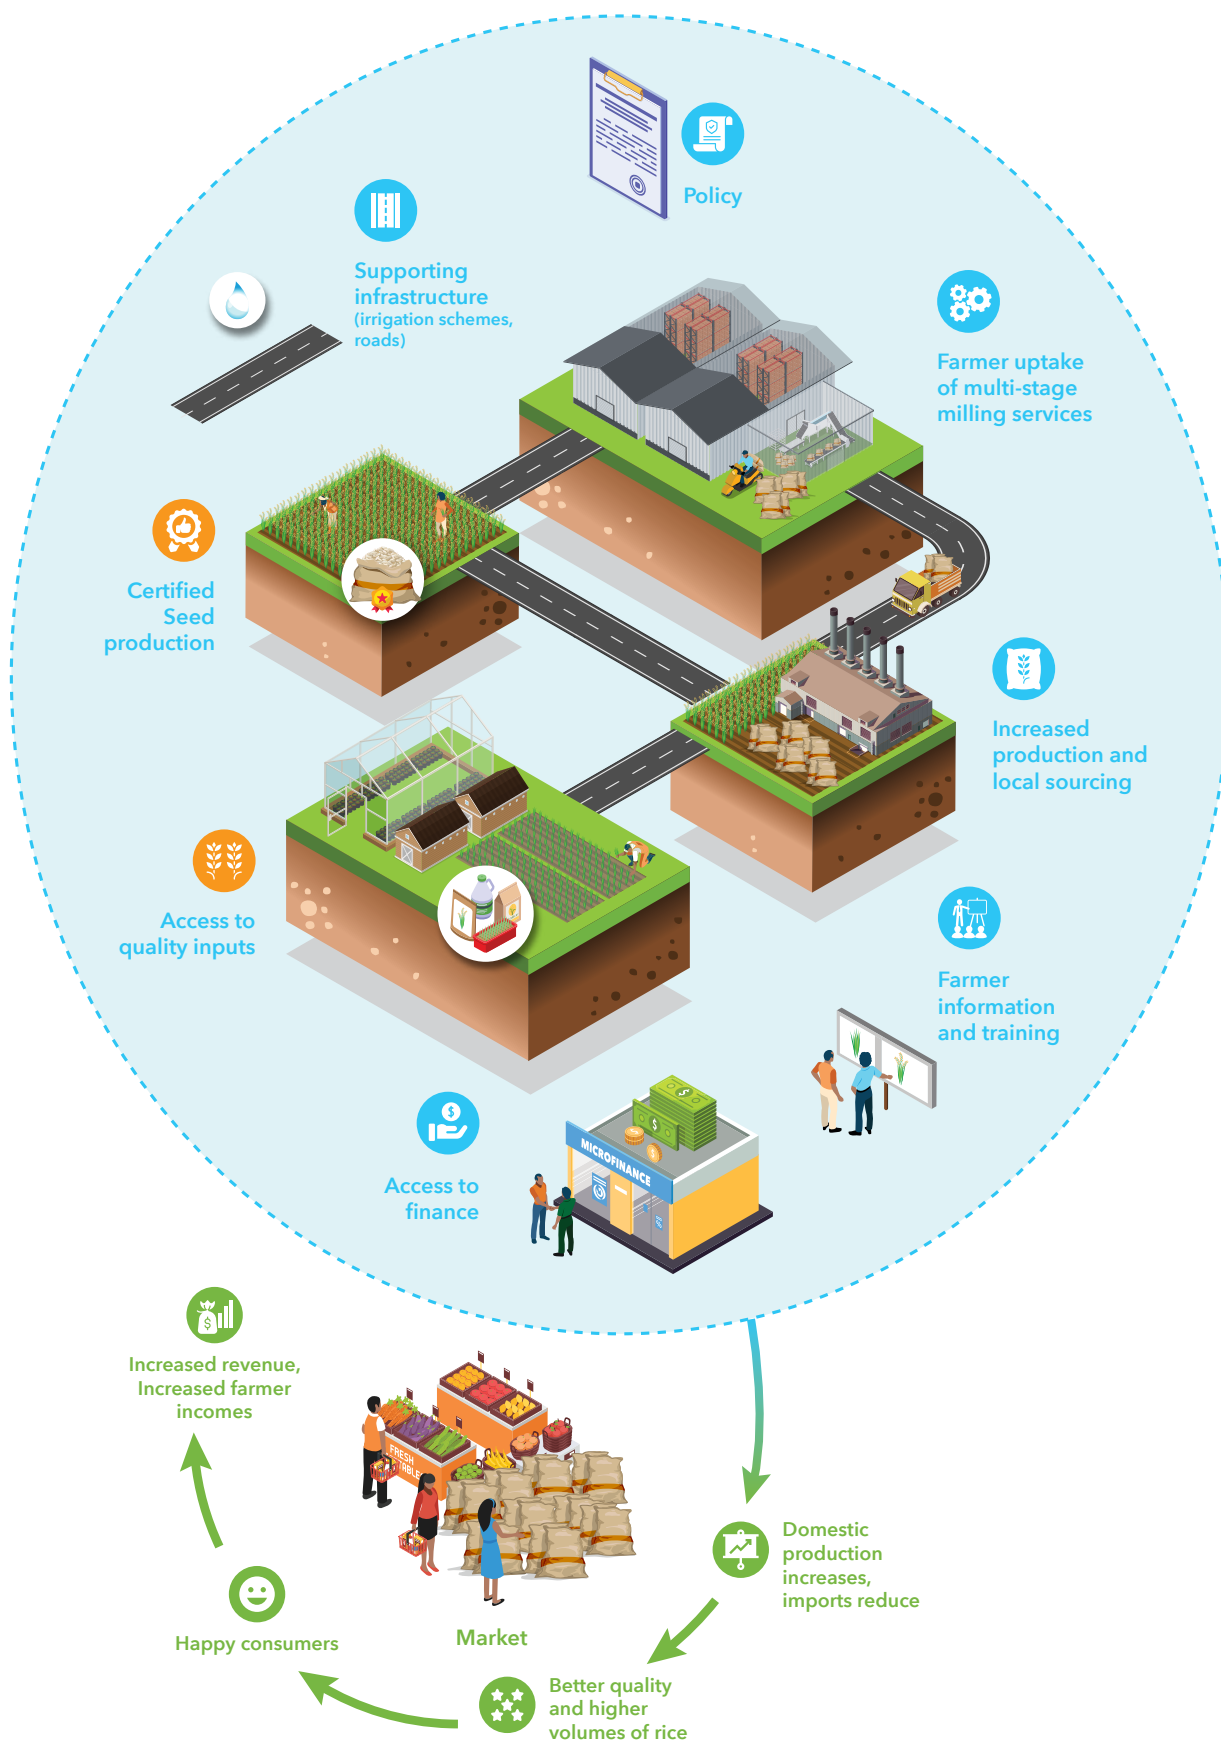 Policy
Supporting
infrastructure
(irrigation schemes,
roads)
Farmer uptake
of multi-stage
milling services
Certified
Seed
production
Increased
production and
local sourcing
Access to
quality inputs
Farmer
information
and training
Access to
finance
MICROFINANCE
Increased revenue,
Increased farmer
incomes
FRESH
TABLE
Domestic
production
increases,
imports reduce
Happy consumers
Market
Better quality
and higher
volumes of rice